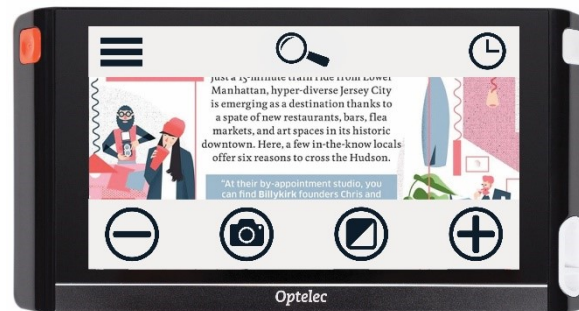 just a 15-minute train ride from Lower
Manhattan, hyper-diverse Jersey City
is emerging as a destination thanks to
a spate of new restaurants, bars, flea
markets, and art spaces in its historic
downtown. Here, a few in-the-know locals
offer six reasons to cross the Hudson.
"At their by-appointment studio, you
can find Billykirk founders Chris and
Optelec